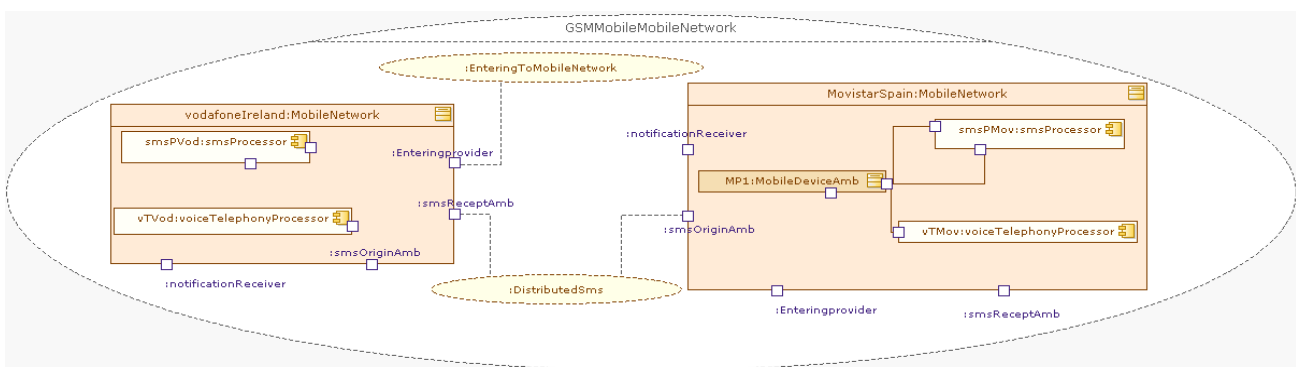 GSMMobileMobileNetwork
:EnteringToMobileNetwork
vodafoneIreland:MobileNetwork
smsPVod:smsProcessor
:Enteringprovider
:smsReceptAmb
vTVod:voiceTelephonyProcessor
:smsOriginAmb
:notificationReceiver
:DistributedSms
MovistarSpain:MobileNetwork
:notificationReceiver
smsPMov:smsProcessor
MP1:MobileDeviceAmb
:smsOriginAmb
vTMov:voiceTelephonyProcessor
:Enteringprovider
:smsReceptAmb